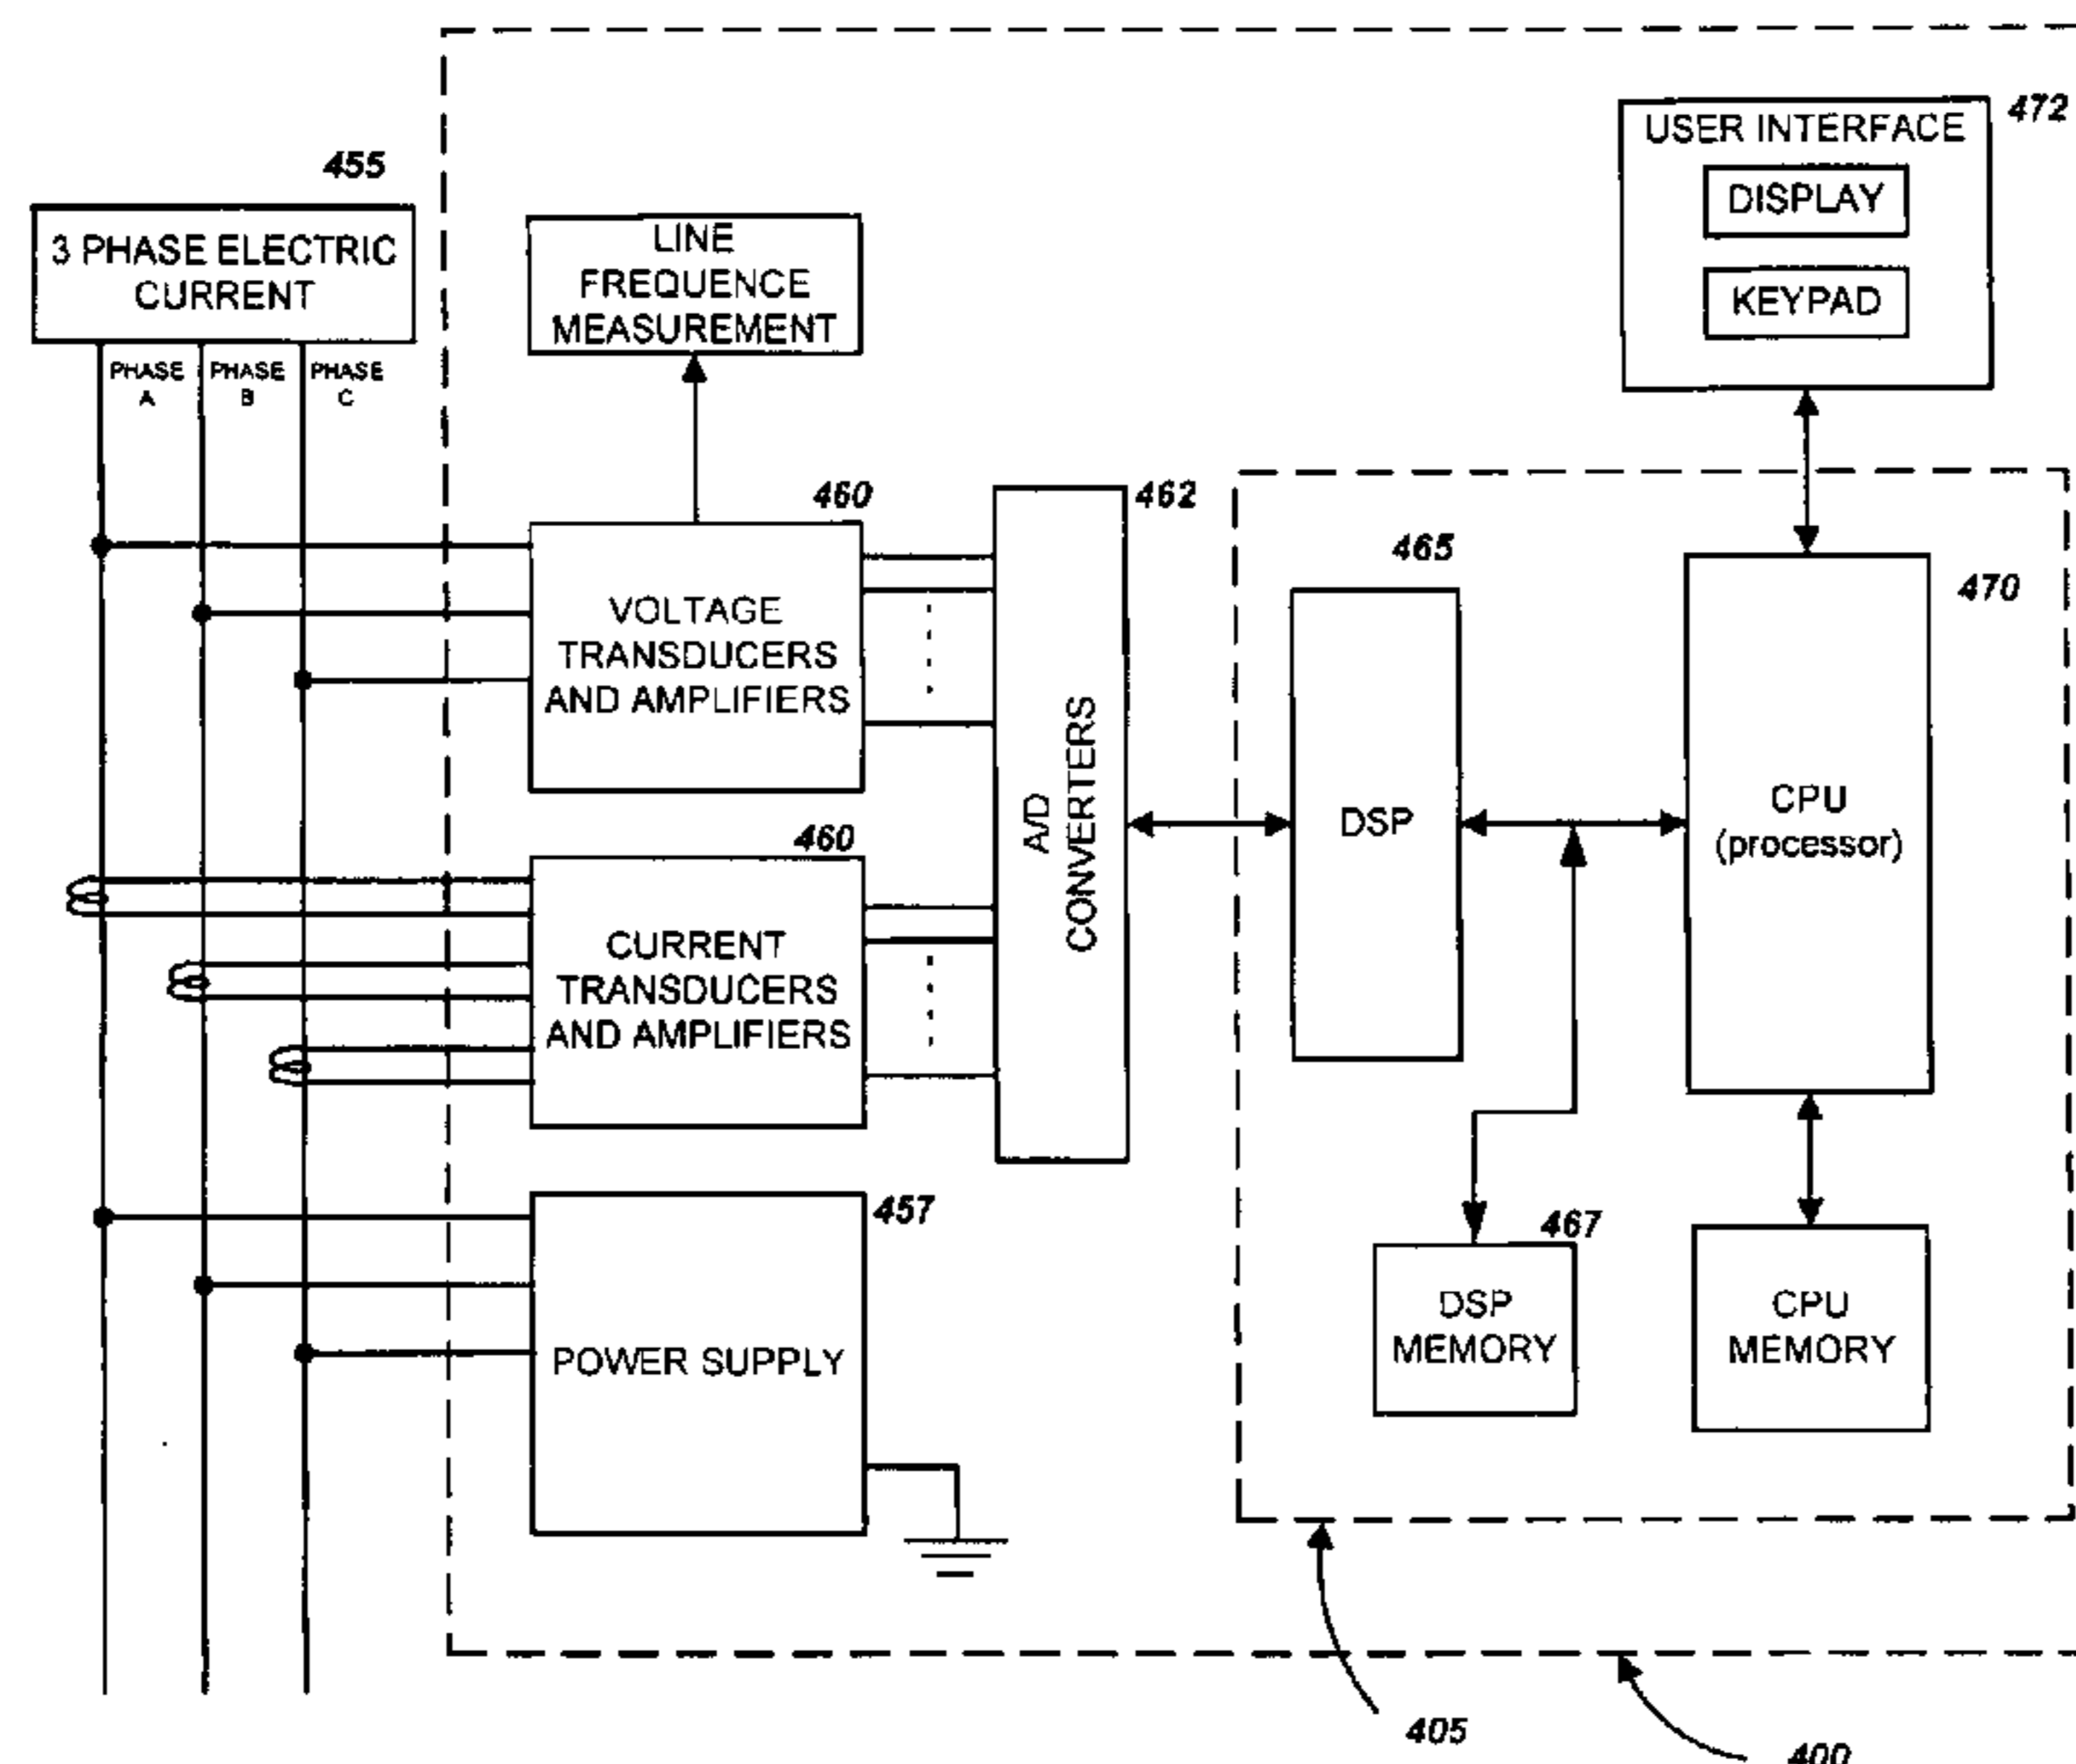 472
USER INTERFACE
DISPLAY
KEYPAD
455
3 PHASE ELECTRIC
CURRENT
PHASE
A
PHASE
B
PHASE
C
LINE
FREQUENCE
MEASUREMENT
460
VOLTAGE
TRANSDUCERS
AND AMPLIFIERS
462
A/D
CONVERTERS
465
DSP
470
CPU
(processor)
460
CURRENT
TRANSDUCERS
AND AMPLIFIERS
457
POWER SUPPLY
467
DSP
MEMORY
CPU
MEMORY
405
400